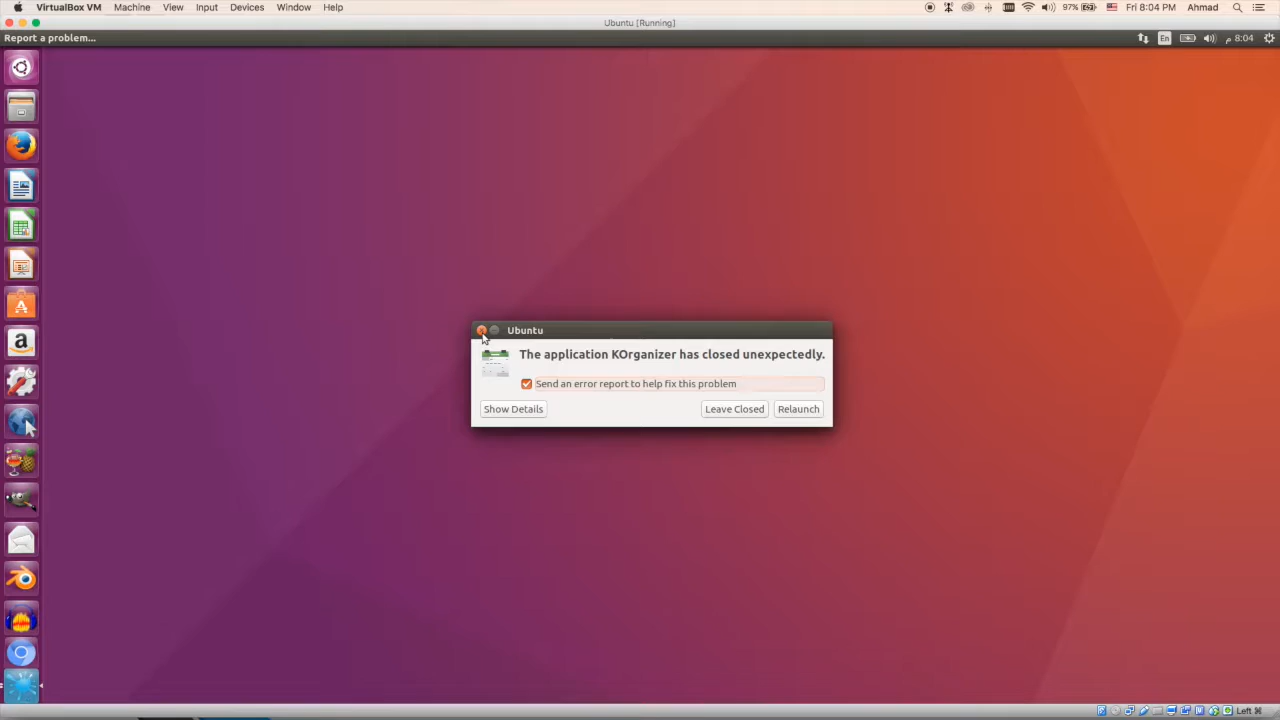 VirtualBox VM Machine View Input Devices Window Help 97% Fri 8:04 PM Ahmad
Ubuntu [Running]
Report a problem... En م 8:04
Ubuntu
The application KOrganizer has closed unexpectedly.
Send an error report to help fix this problem
Show Details Leave Closed Relaunch
Left ⌘